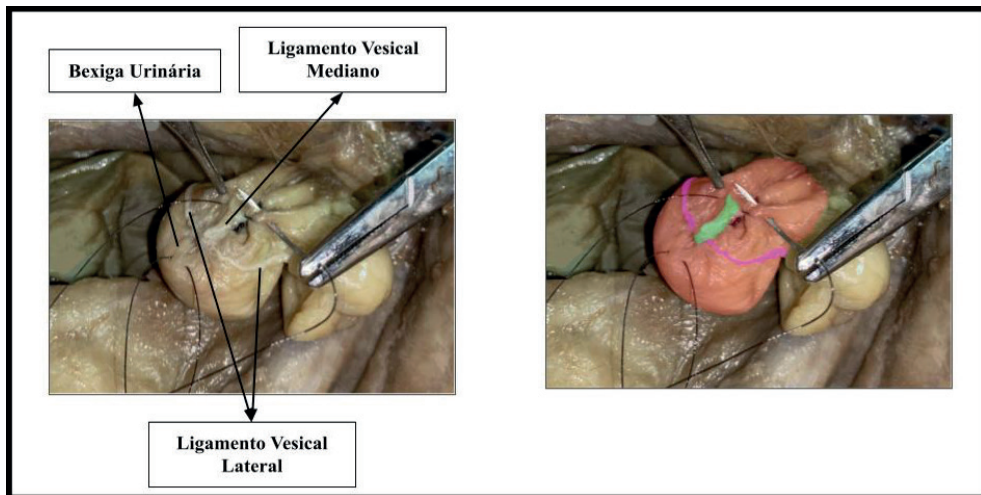 Bexiga Urinária
Ligamento Vesical
Mediano
Ligamento Vesical
Lateral